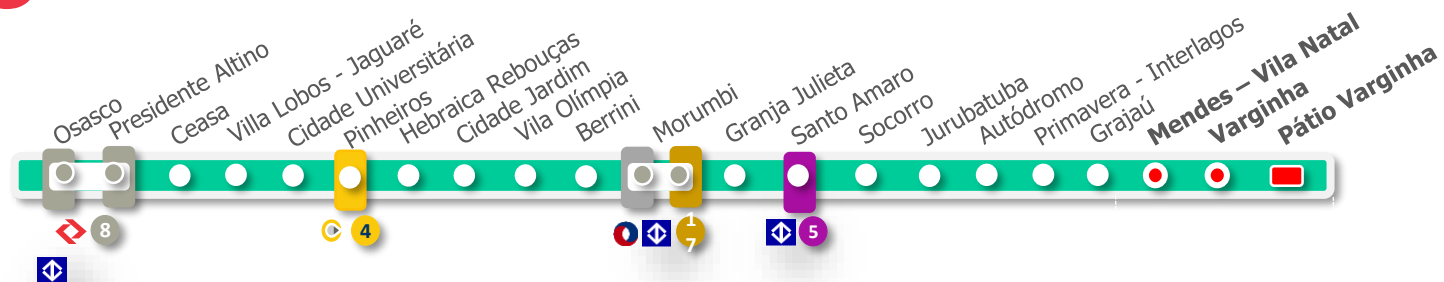 Osasco
Presidente Altino
Ceasa
Villa Lobos - Jaguaré
Cidade Universitária
Pinheiros
Hebraica Rebouças
Cidade Jardim
Vila Olímpia
Berrini
Morumbi
Granja Julieta
Santo Amaro
Socorro
Jurubatuba
Autódromo
Primavera - Interlagos
Grajaú
Mendes – Vila Natal
Varginha
Pátio Varginha
8
4
1
7
5